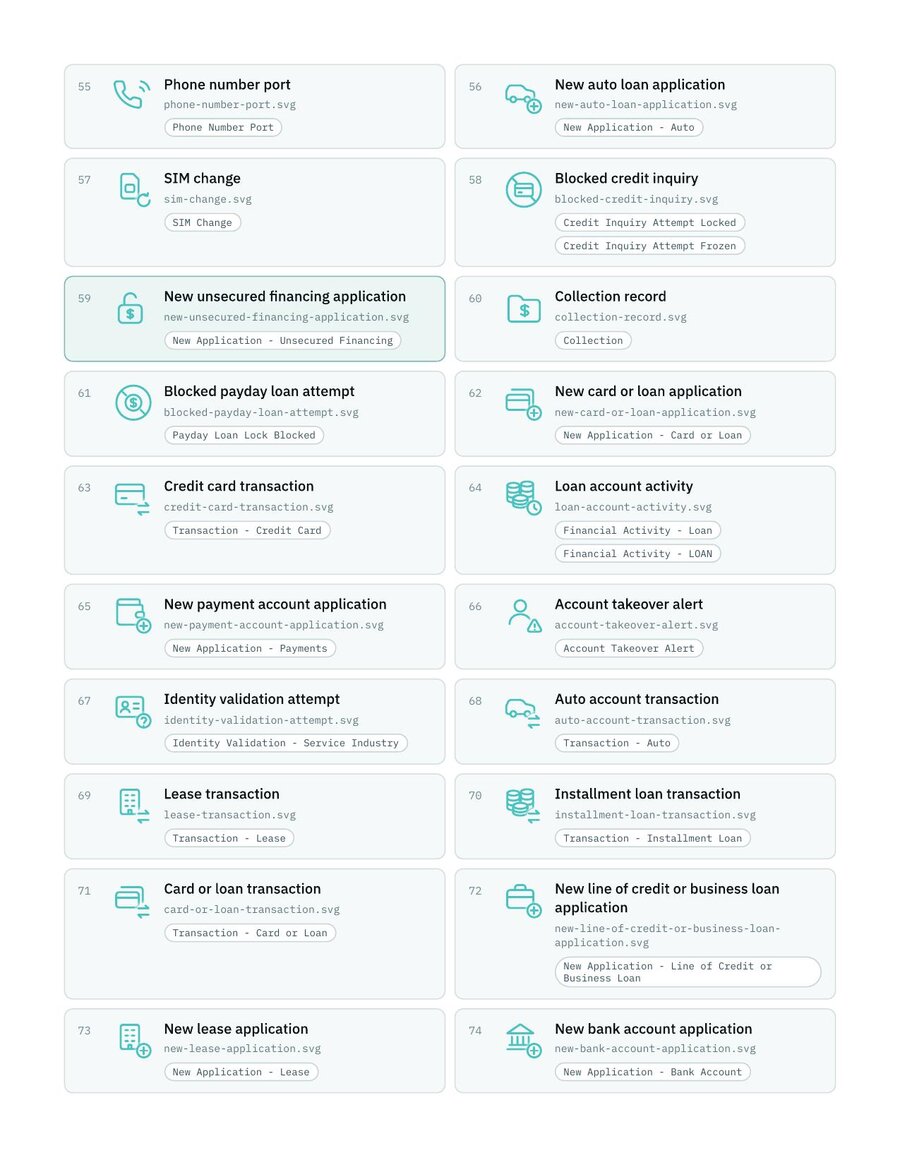 55
Phone number port
phone-number-port.svg
Phone Number Port
56
New auto loan application
new-auto-loan-application.svg
New Application - Auto
57
SIM change
sim-change.svg
SIM Change
58
Blocked credit inquiry
blocked-credit-inquiry.svg
Credit Inquiry Attempt Locked
Credit Inquiry Attempt Frozen
59
$
New unsecured financing application
new-unsecured-financing-application.svg
New Application - Unsecured Financing
60
$
Collection record
collection-record.svg
Collection
61
$
Blocked payday loan attempt
blocked-payday-loan-attempt.svg
Payday Loan Lock Blocked
62
New card or loan application
new-card-or-loan-application.svg
New Application - Card or Loan
63
Credit card transaction
credit-card-transaction.svg
Transaction - Credit Card
64
Loan account activity
loan-account-activity.svg
Financial Activity - Loan
Financial Activity - LOAN
65
New payment account application
new-payment-account-application.svg
New Application - Payments
66
Account takeover alert
account-takeover-alert.svg
Account Takeover Alert
67
?
Identity validation attempt
identity-validation-attempt.svg
Identity Validation - Service Industry
68
Auto account transaction
auto-account-transaction.svg
Transaction - Auto
69
Lease transaction
lease-transaction.svg
Transaction - Lease
70
Installment loan transaction
installment-loan-transaction.svg
Transaction - Installment Loan
71
Card or loan transaction
card-or-loan-transaction.svg
Transaction - Card or Loan
72
New line of credit or business loan
application
new-line-of-credit-or-business-loan-
application.svg
New Application - Line of Credit or
Business Loan
73
New lease application
new-lease-application.svg
New Application - Lease
74
New bank account application
new-bank-account-application.svg
New Application - Bank Account